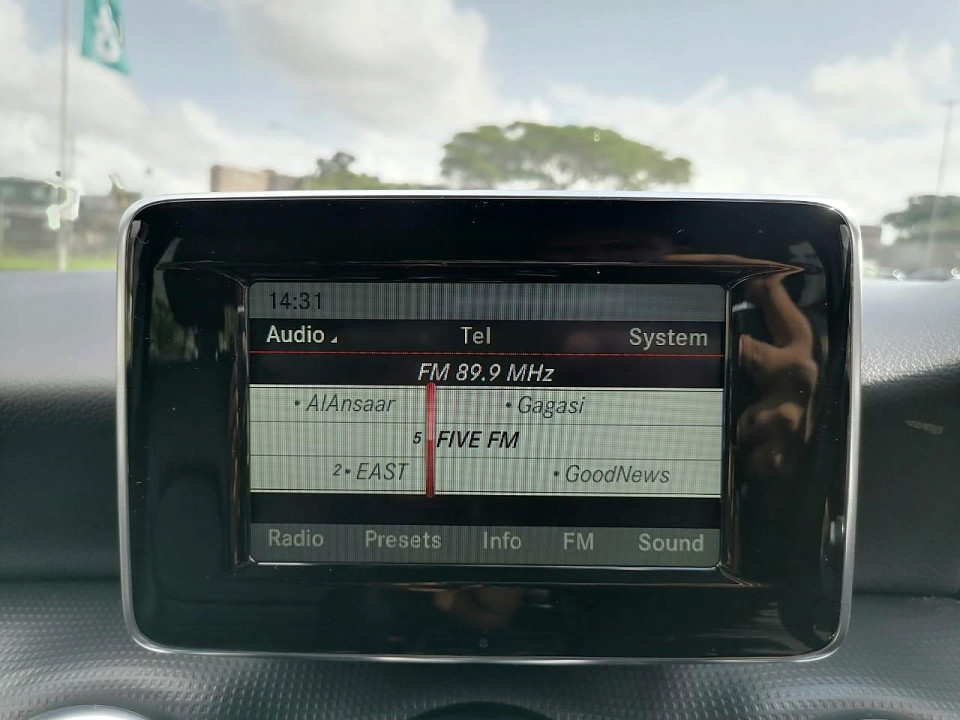 14:31
Audio Tel System
FM 89.9 MHz
• AlAnsaar • Gagasi
5 FIVE FM
2• EAST • GoodNews
Radio Presets Info FM Sound